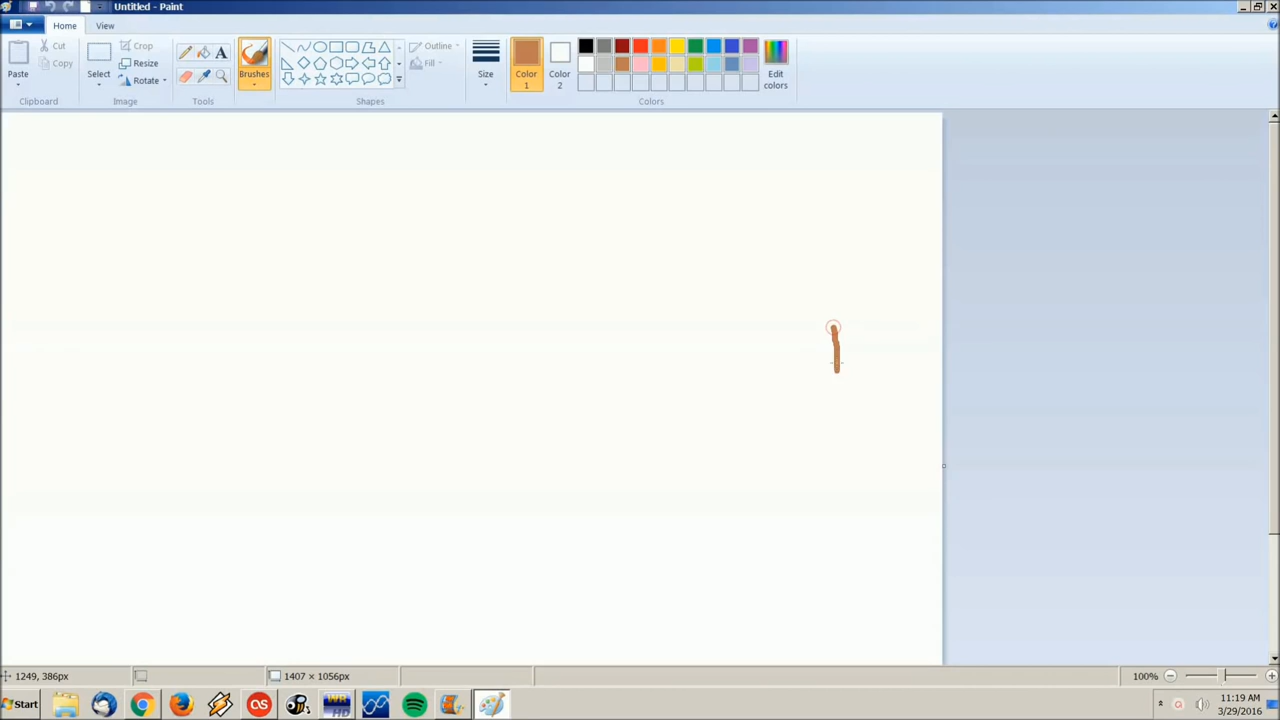 Untitled - Paint
Home View
Paste
Cut
Copy
Clipboard
Select
Crop
Resize
Rotate
Image
Tools
Brushes
Outline
Fill
Shapes
Size
Color 1
Color 2
Edit colors
Colors
1249, 386px
1407 × 1056px
100%
Start
WR HD
11:19 AM
3/29/2016